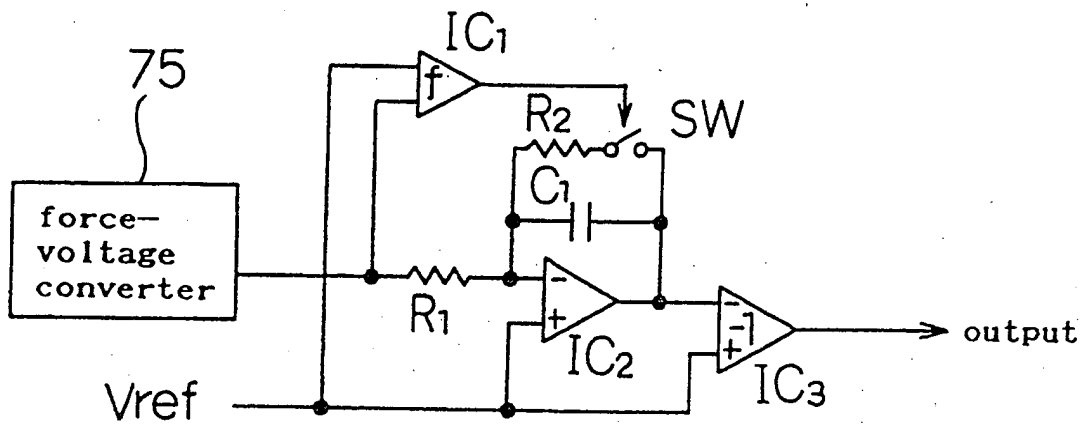 75
IC1
f
R2
SW
C1
force-
voltage
converter
R1
-
+
IC2
-
-1
+
IC3
output
Vref